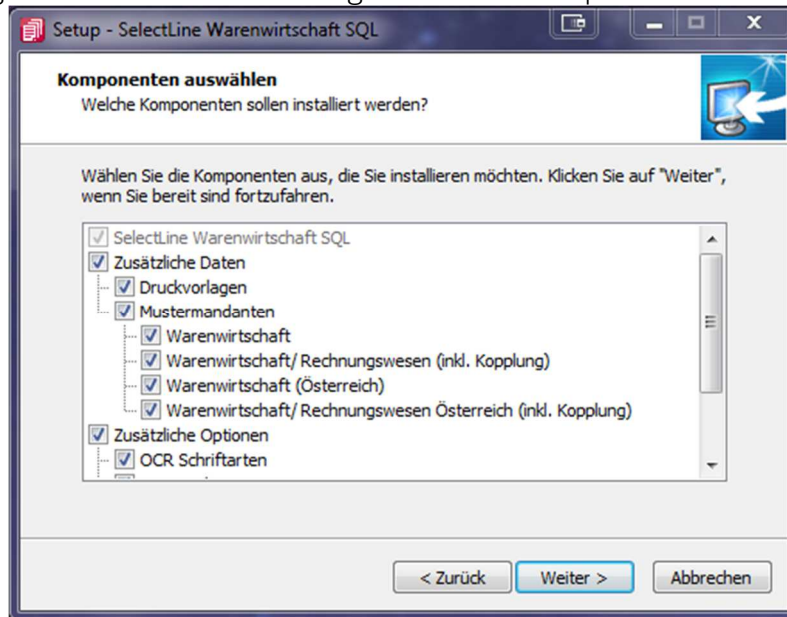 Setup - SelectLine Warenwirtschaft SQL
Komponenten auswählen
Welche Komponenten sollen installiert werden?
Wählen Sie die Komponenten aus, die Sie installieren möchten. Klicken Sie auf "Weiter",
wenn Sie bereit sind fortzufahren.
SelectLine Warenwirtschaft SQL
Zusätzliche Daten
Druckvorlagen
Mustermandanten
Warenwirtschaft
Warenwirtschaft/ Rechnungswesen (inkl. Kopplung)
Warenwirtschaft (Österreich)
Warenwirtschaft/ Rechnungswesen Österreich (inkl. Kopplung)
Zusätzliche Optionen
OCR Schriftarten
< Zurück Weiter > Abbrechen